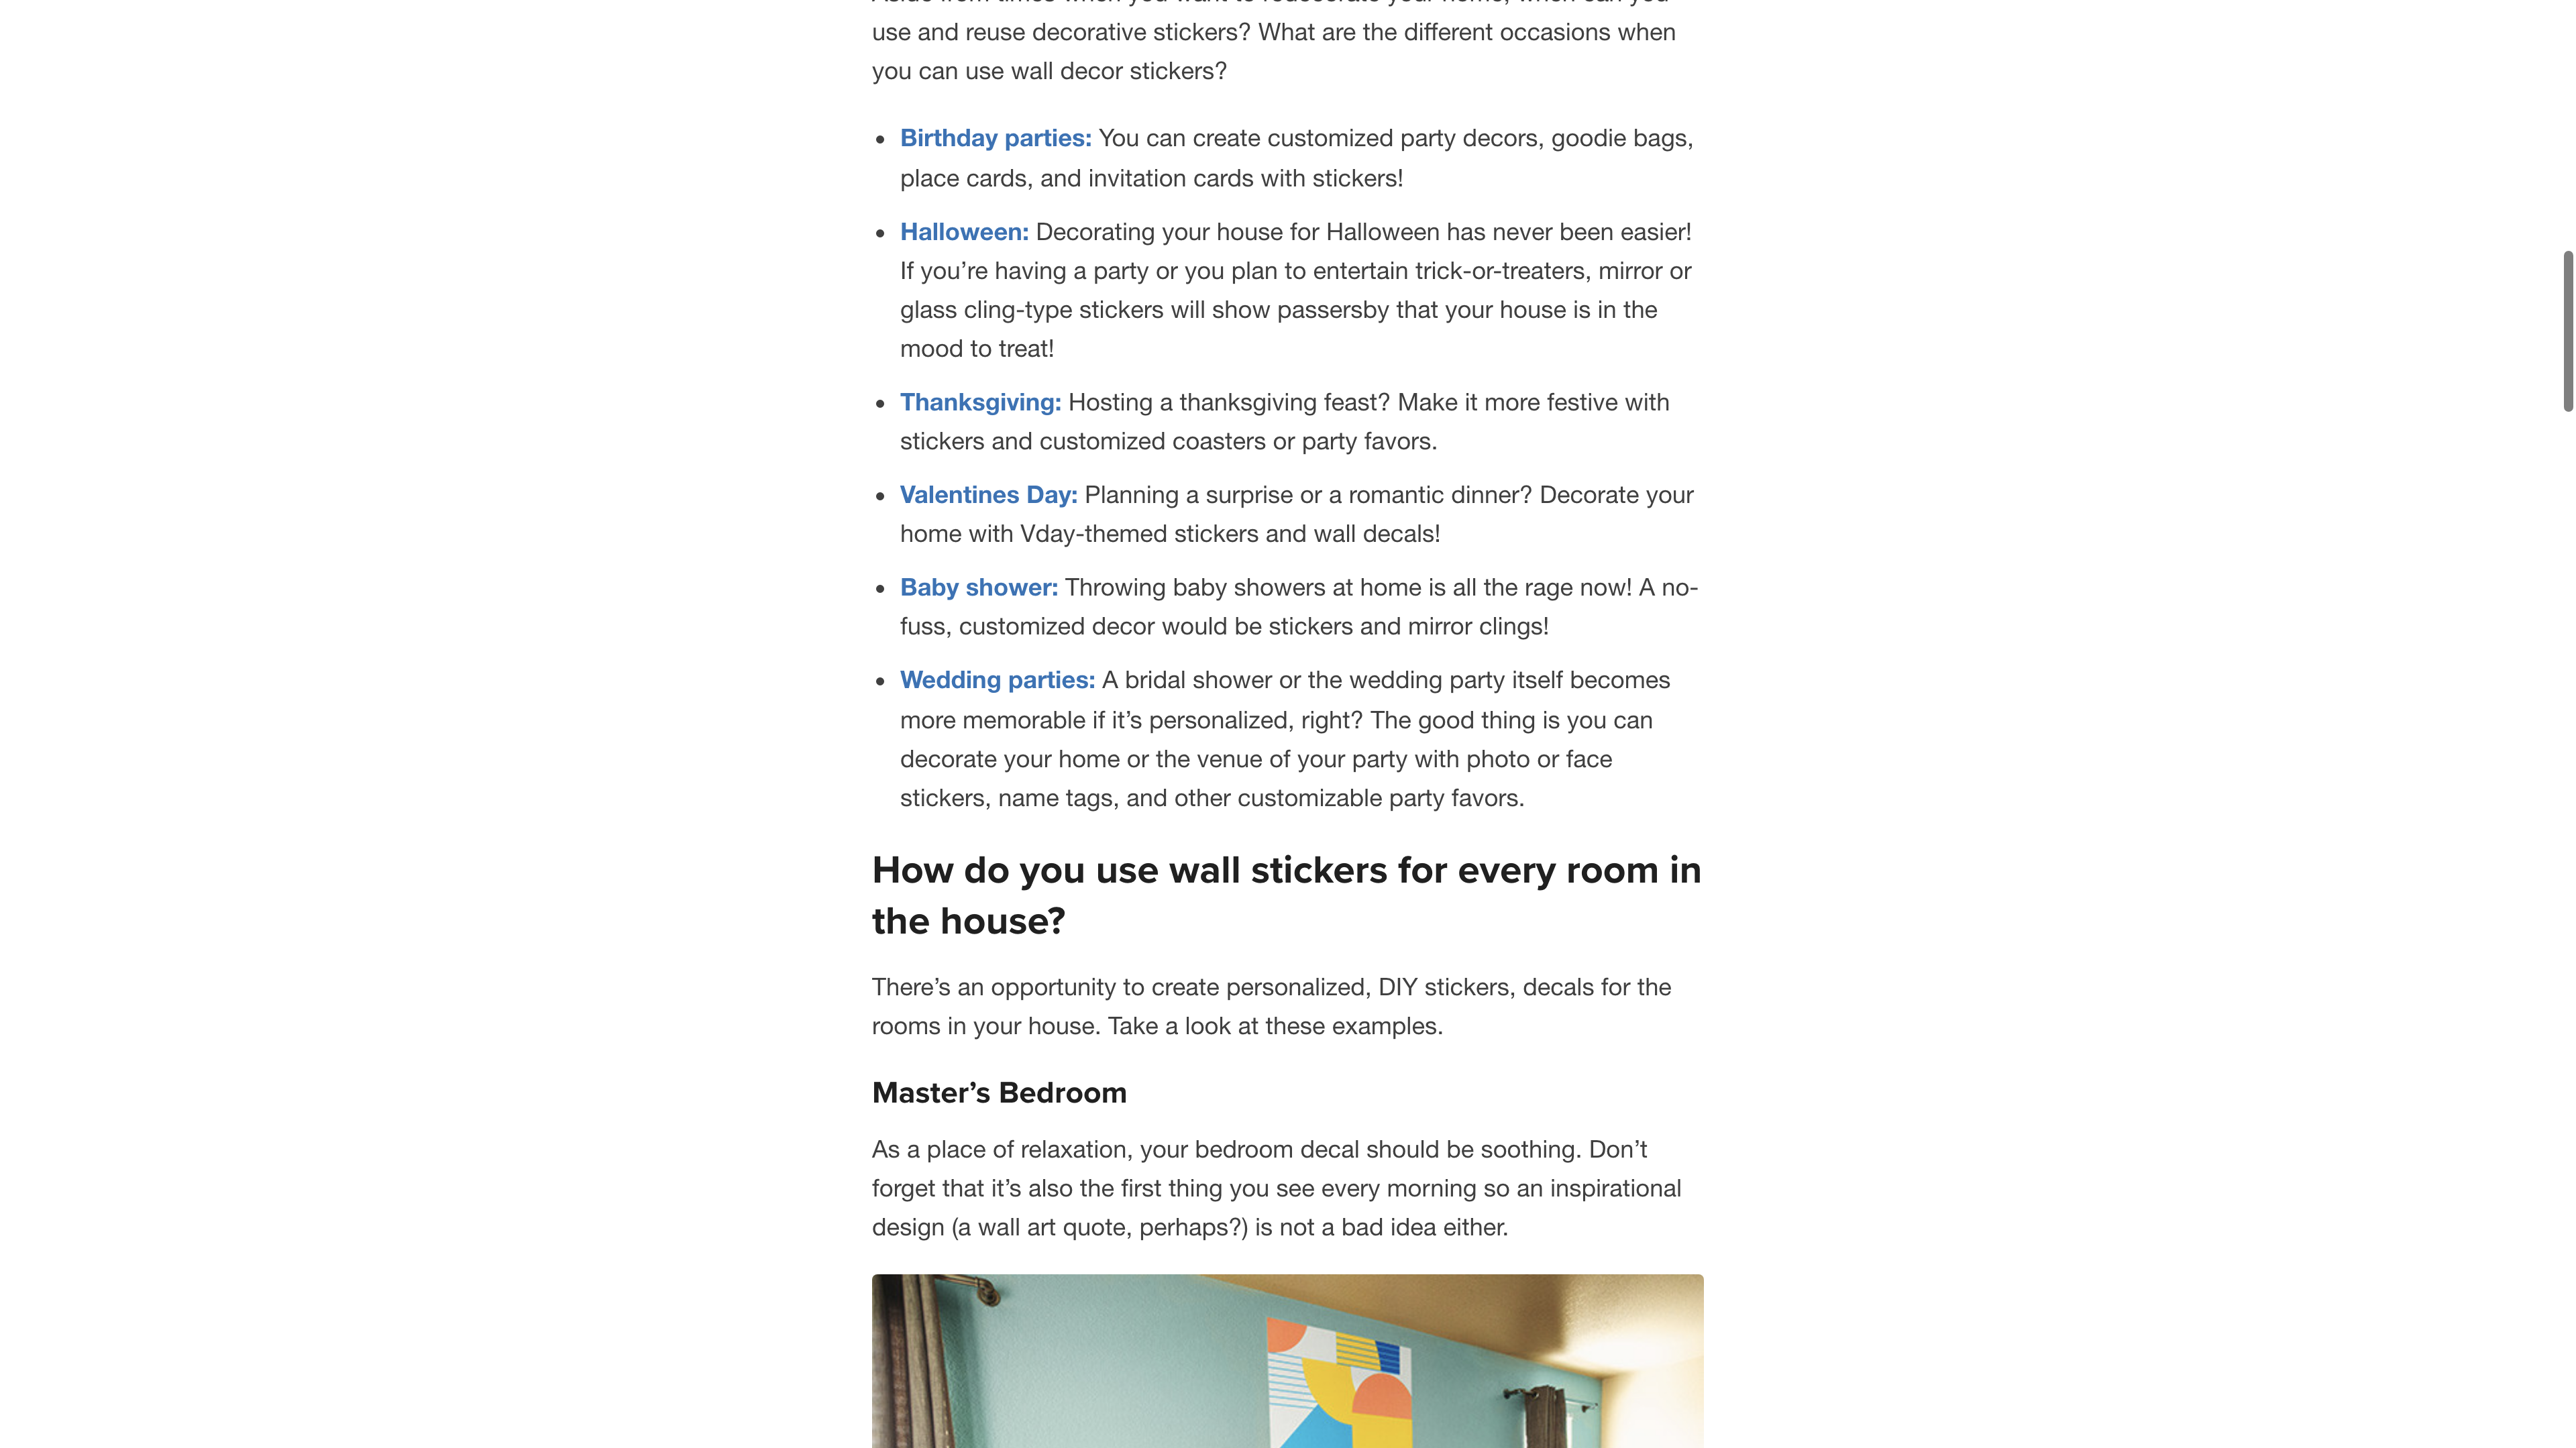 use and reuse decorative stickers? What are the different occasions when
you can use wall decor stickers?
Birthday parties: You can create customized party decors, goodie bags,
place cards, and invitation cards with stickers!
Halloween: Decorating your house for Halloween has never been easier!
If you’re having a party or you plan to entertain trick-or-treaters, mirror or
glass cling-type stickers will show passersby that your house is in the
mood to treat!
Thanksgiving: Hosting a thanksgiving feast? Make it more festive with
stickers and customized coasters or party favors.
Valentines Day: Planning a surprise or a romantic dinner? Decorate your
home with Vday-themed stickers and wall decals!
Baby shower: Throwing baby showers at home is all the rage now! A no-
fuss, customized decor would be stickers and mirror clings!
Wedding parties: A bridal shower or the wedding party itself becomes
more memorable if it’s personalized, right? The good thing is you can
decorate your home or the venue of your party with photo or face
stickers, name tags, and other customizable party favors.
How do you use wall stickers for every room in
the house?
There’s an opportunity to create personalized, DIY stickers, decals for the
rooms in your house. Take a look at these examples.
Master’s Bedroom
As a place of relaxation, your bedroom decal should be soothing. Don’t
forget that it’s also the first thing you see every morning so an inspirational
design (a wall art quote, perhaps?) is not a bad idea either.